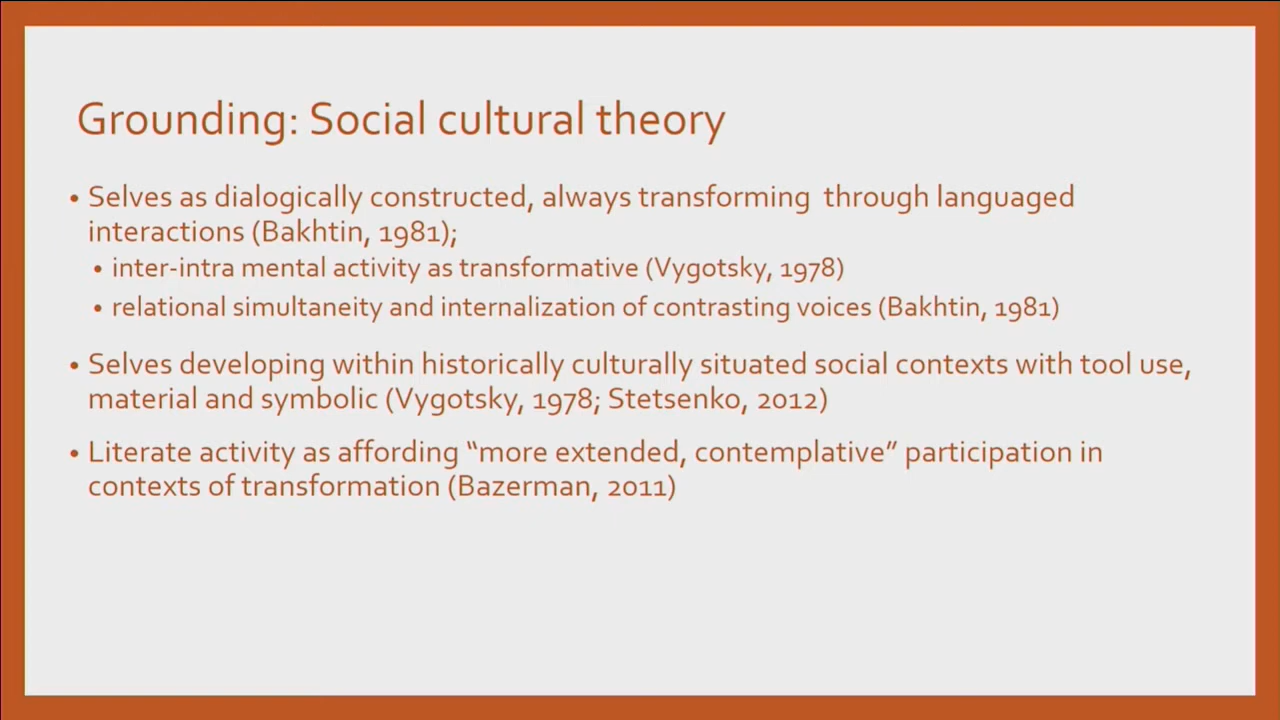 Grounding: Social cultural theory
• Selves as dialogically constructed, always transforming through languaged
interactions (Bakhtin, 1981);
• inter-intra mental activity as transformative (Vygotsky, 1978)
• relational simultaneity and internalization of contrasting voices (Bakhtin, 1981)
• Selves developing within historically culturally situated social contexts with tool use,
material and symbolic (Vygotsky, 1978; Stetsenko, 2012)
• Literate activity as affording “more extended, contemplative” participation in
contexts of transformation (Bazerman, 2011)